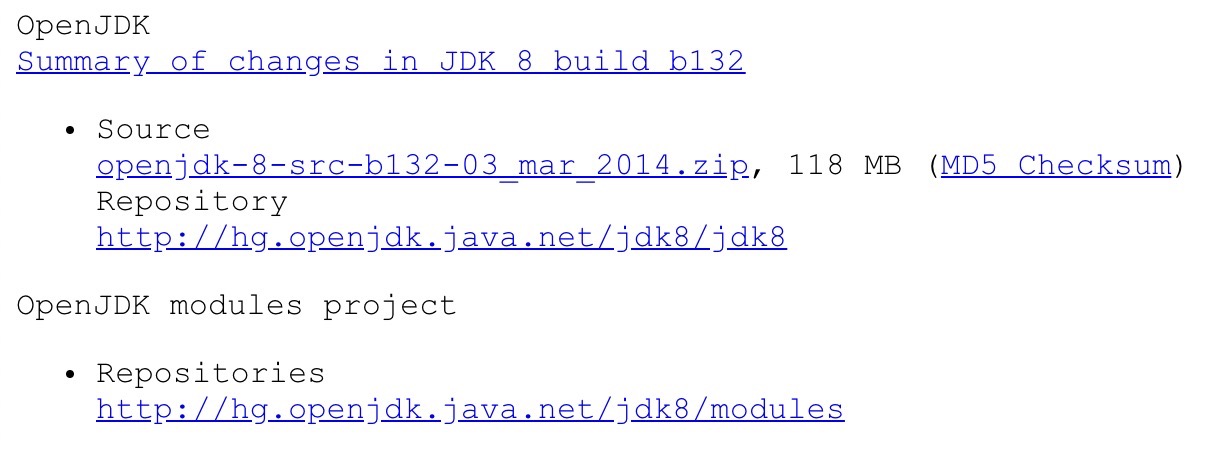 OpenJDK
Summary of changes in JDK 8 build b132
• Source
openjdk-8-src-b132-03_mar_2014.zip, 118 MB (MD5 Checksum)
Repository
http://hg.openjdk.java.net/jdk8/jdk8
OpenJDK modules project
• Repositories
http://hg.openjdk.java.net/jdk8/modules